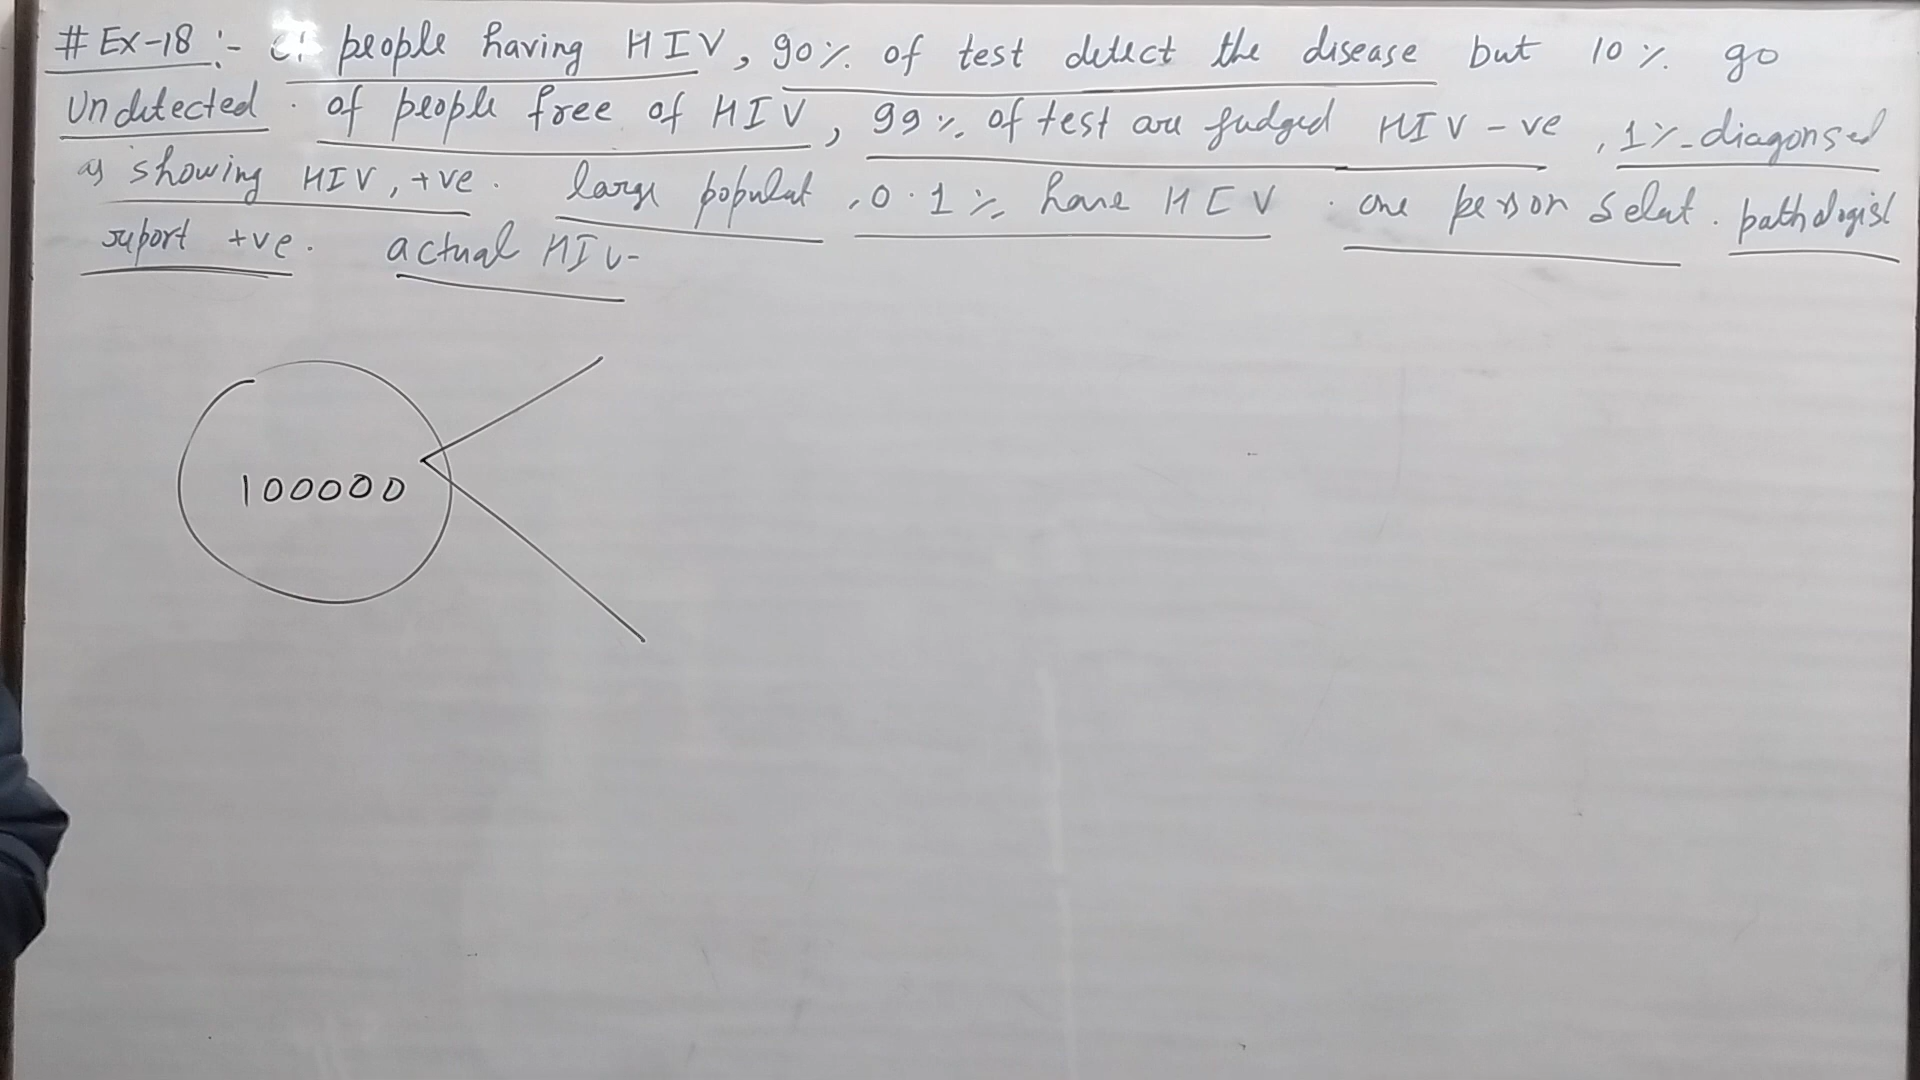 # Ex-18 :- of people having HIV, 90% of test detect the disease but 10% go
undetected . of people free of HIV, 99% of test are judged HIV -ve , 1% diagonsed
as showing HIV, +ve . large populat , 0.1% have HIV . one person selct . pathologist
report +ve . actual HIV-
100000